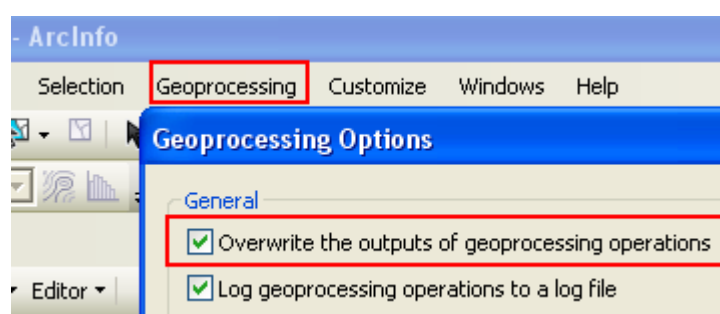 - ArcInfo
Selection Geoprocessing Customize Windows Help
Geoprocessing Options
General
Overwrite the outputs of geoprocessing operations
Log geoprocessing operations to a log file
Editor